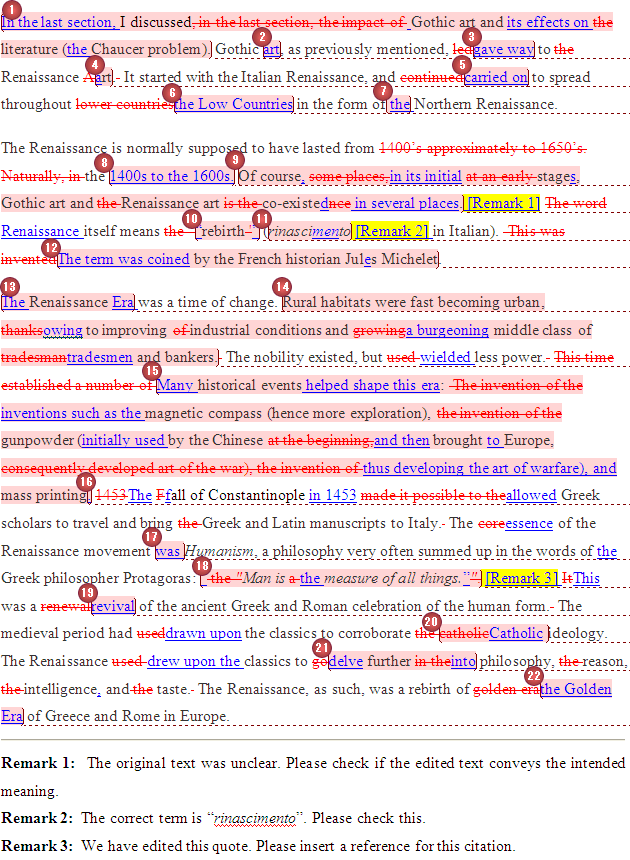 1 In the last section, I discussed, in the last section, the impact of Gothic art and its effects on the
literature (the Chaucer problem). Gothic 2 art, as previously mentioned, led 3 gave way to the
Renaissance A 4 art. It started with the Italian Renaissance, and continued 5 carried on to spread
throughout lower countries 6 the Low Countries in the form of 7 the Northern Renaissance.
The Renaissance is normally supposed to have lasted from 1400's approximately to 1650's.
Naturally, in the 8 1400s to the 1600s. 9 Of course, some places, in its initial at an early stages,
Gothic art and the Renaissance art is the co-existednce in several places. [Remark 1] The word
Renaissance itself means the 10 "rebirth" 11 (rinascimento [Remark 2] in Italian). This was
invented 12 The term was coined by the French historian Jules Michelet.
13 The Renaissance Era was a time of change. 14 Rural habitats were fast becoming urban,
thanks owing to improving of industrial conditions and growing a burgeoning middle class of
tradesman tradesmen and bankers. The nobility existed, but used wielded less power. This time
established a number of 15 Many historical events helped shape this era: The invention of the
inventions such as the magnetic compass (hence more exploration), the invention of the
gunpowder (initially used by the Chinese at the beginning, and then brought to Europe,
consequently developed art of the war), the invention of thus developing the art of warfare), and
mass printing 16 . 1453 The Ffall of Constantinople in 1453 made it possible to the allowed Greek
scholars to travel and bring the Greek and Latin manuscripts to Italy. The core essence of the
Renaissance movement 17 was Humanism, a philosophy very often summed up in the words of the
Greek philosopher Protagoras: 18 the "Man is a the measure of all things."". [Remark 3] It This
was a renewal 19 revival of the ancient Greek and Roman celebration of the human form. The
medieval period had used drawn upon the classics to corroborate the 20 catholic Catholic ideology.
The Renaissance used drew upon the classics to 21 go delve further in the into philosophy, the reason,
the intelligence, and the taste. The Renaissance, as such, was a rebirth of golden era 22 the Golden
Era of Greece and Rome in Europe.
Remark 1: The original text was unclear. Please check if the edited text conveys the intended
meaning.
Remark 2: The correct term is “rinascimento”. Please check this.
Remark 3: We have edited this quote. Please insert a reference for this citation.